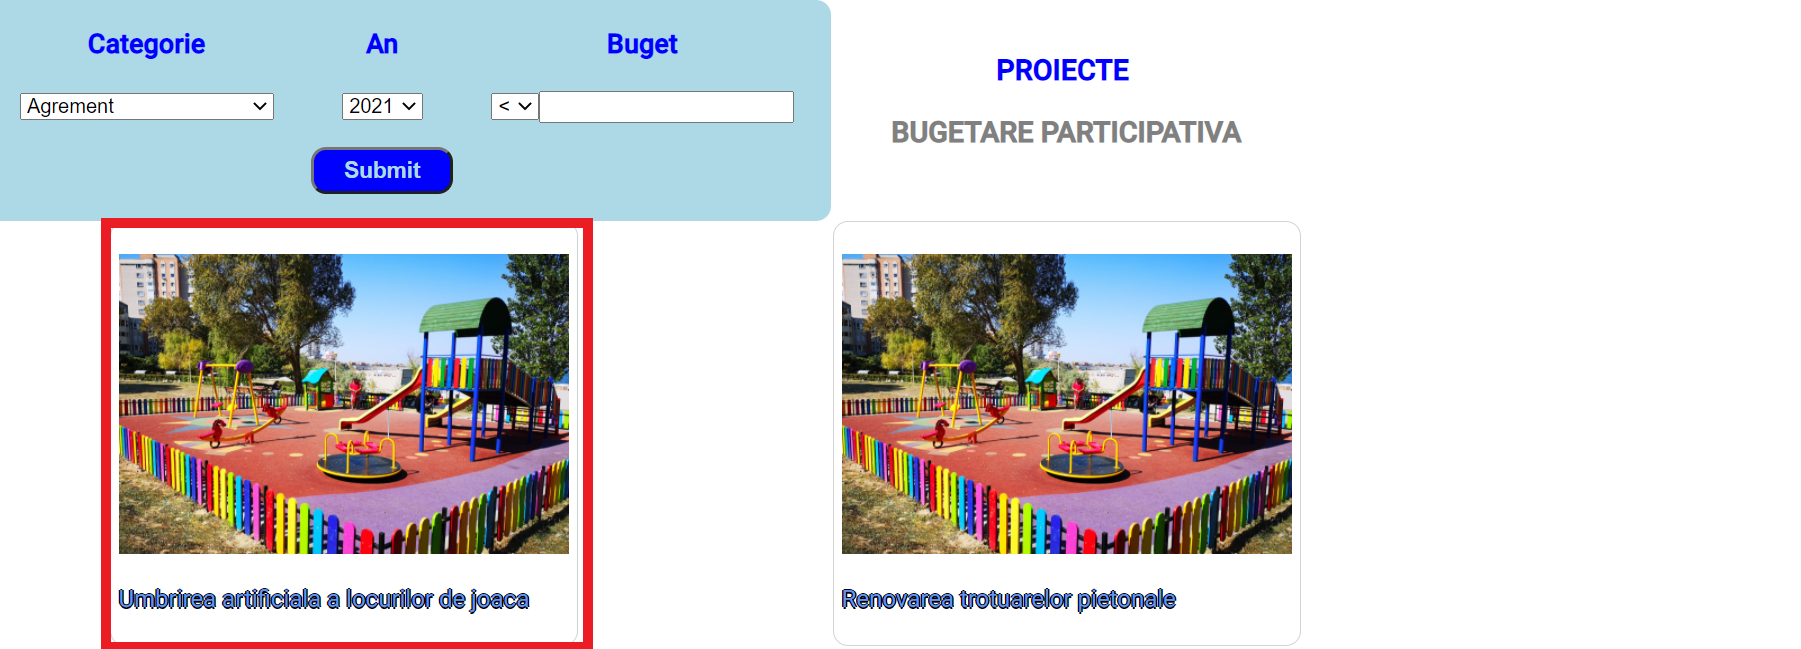 Categorie An Buget
Agrement 2021 <
Submit
PROIECTE
BUGETARE PARTICIPATIVA
Umbrirea artificiala a locurilor de joaca
Renovarea trotuarelor pietonale